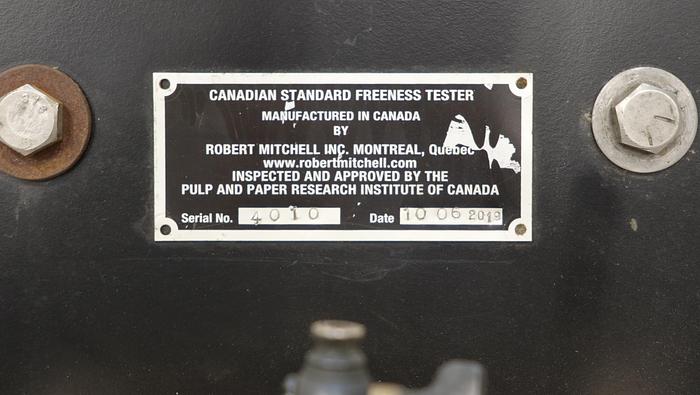 CANADIAN STANDARD FREENESS TESTER
MANUFACTURED IN CANADA
BY
ROBERT MITCHELL INC. MONTREAL, Quebec
www.robertmitchell.com
INSPECTED AND APPROVED BY THE
PULP AND PAPER RESEARCH INSTITUTE OF CANADA
Serial No. 4010 Date 10 06 2019